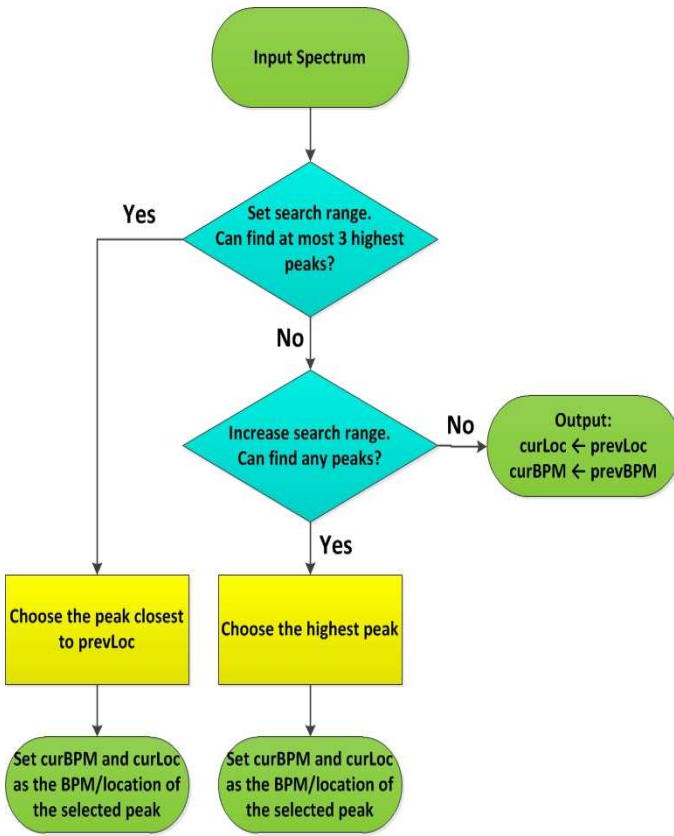 Input Spectrum
Yes
Set search range.
Can find at most 3 highest
peaks?
No
Increase search range.
Can find any peaks?
No
Output:
curLoc ← prevLoc
curBPM ← prevBPM
Yes
Choose the peak closest
to prevLoc
Choose the highest peak
Set curBPM and curLoc
as the BPM/location of
the selected peak
Set curBPM and curLoc
as the BPM/location of
the selected peak